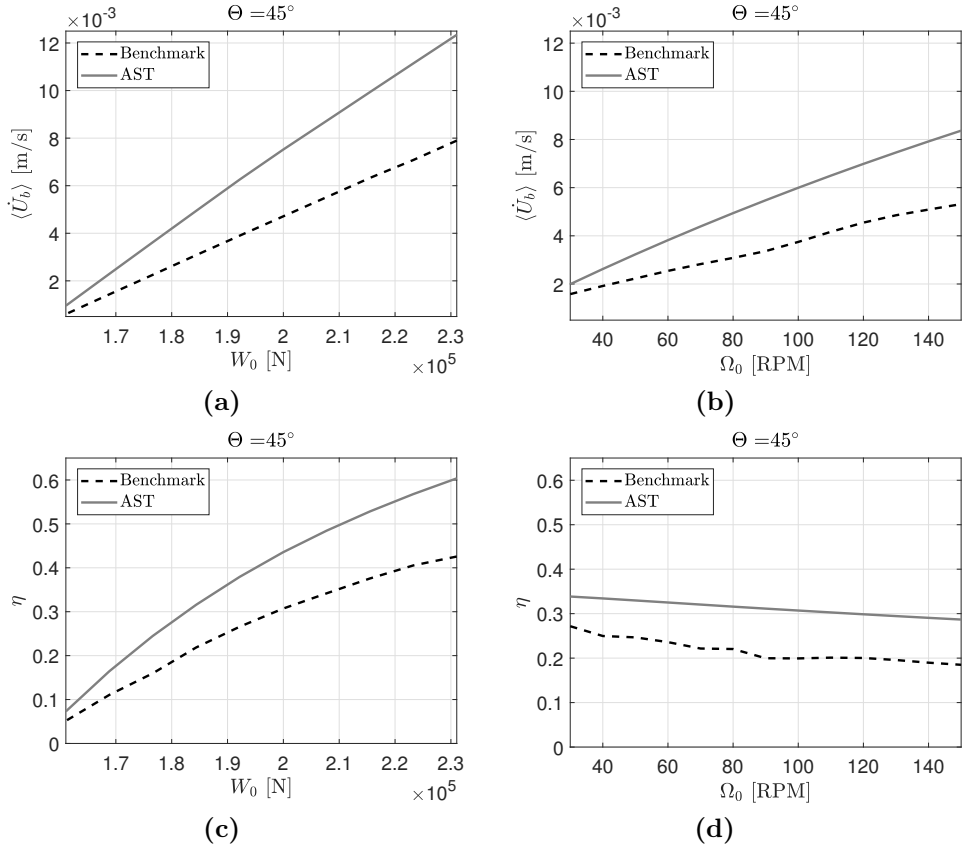 Θ =45°
×10⁻³
Benchmark
AST
12
10
8
6
4
2
⟨U̇_b⟩ [m/s]
1.7 1.8 1.9 2 2.1 2.2 2.3
W₀ [N]
×10⁵
(a)
Θ =45°
×10⁻³
Benchmark
AST
12
10
8
6
4
2
⟨U̇_b⟩ [m/s]
40 60 80 100 120 140
Ω₀ [RPM]
(b)
Θ =45°
Benchmark
AST
0.6
0.5
0.4
0.3
0.2
0.1
0
η
1.7 1.8 1.9 2 2.1 2.2 2.3
W₀ [N]
×10⁵
(c)
Θ =45°
Benchmark
AST
0.6
0.5
0.4
0.3
0.2
0.1
0
η
40 60 80 100 120 140
Ω₀ [RPM]
(d)